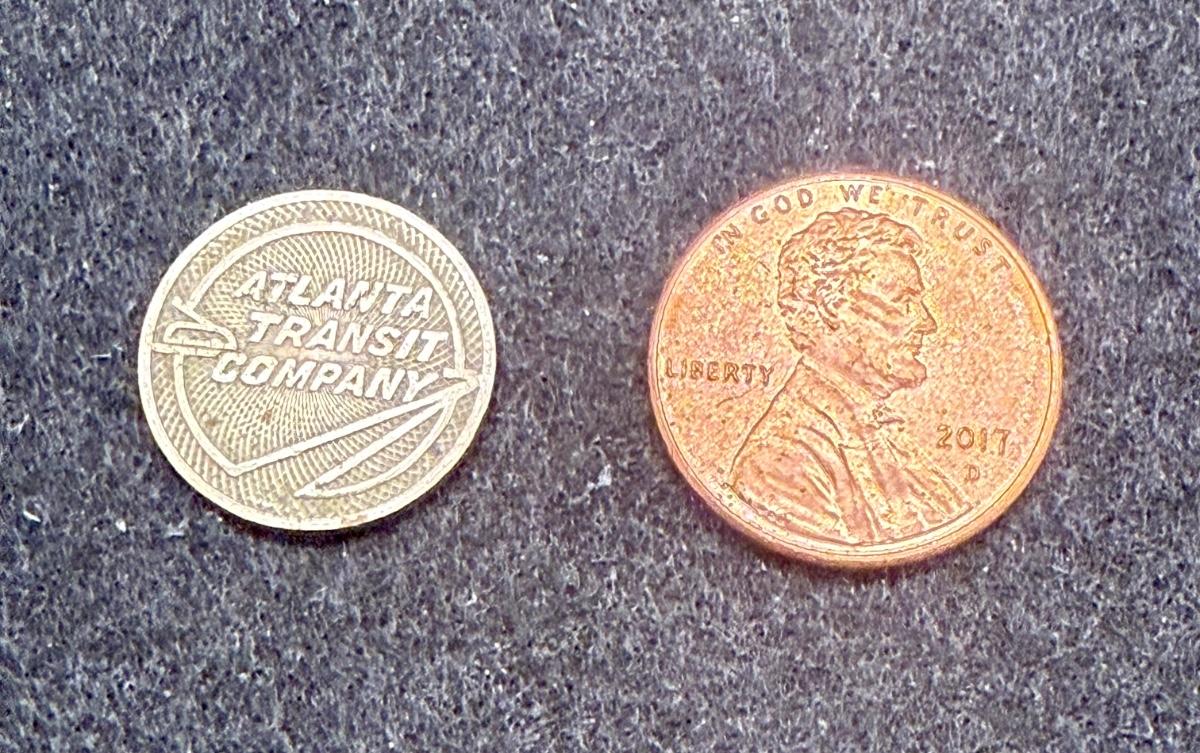 ATLANTA
TRANSIT
COMPANY
IN GOD WE TRUST
LIBERTY
2017
D